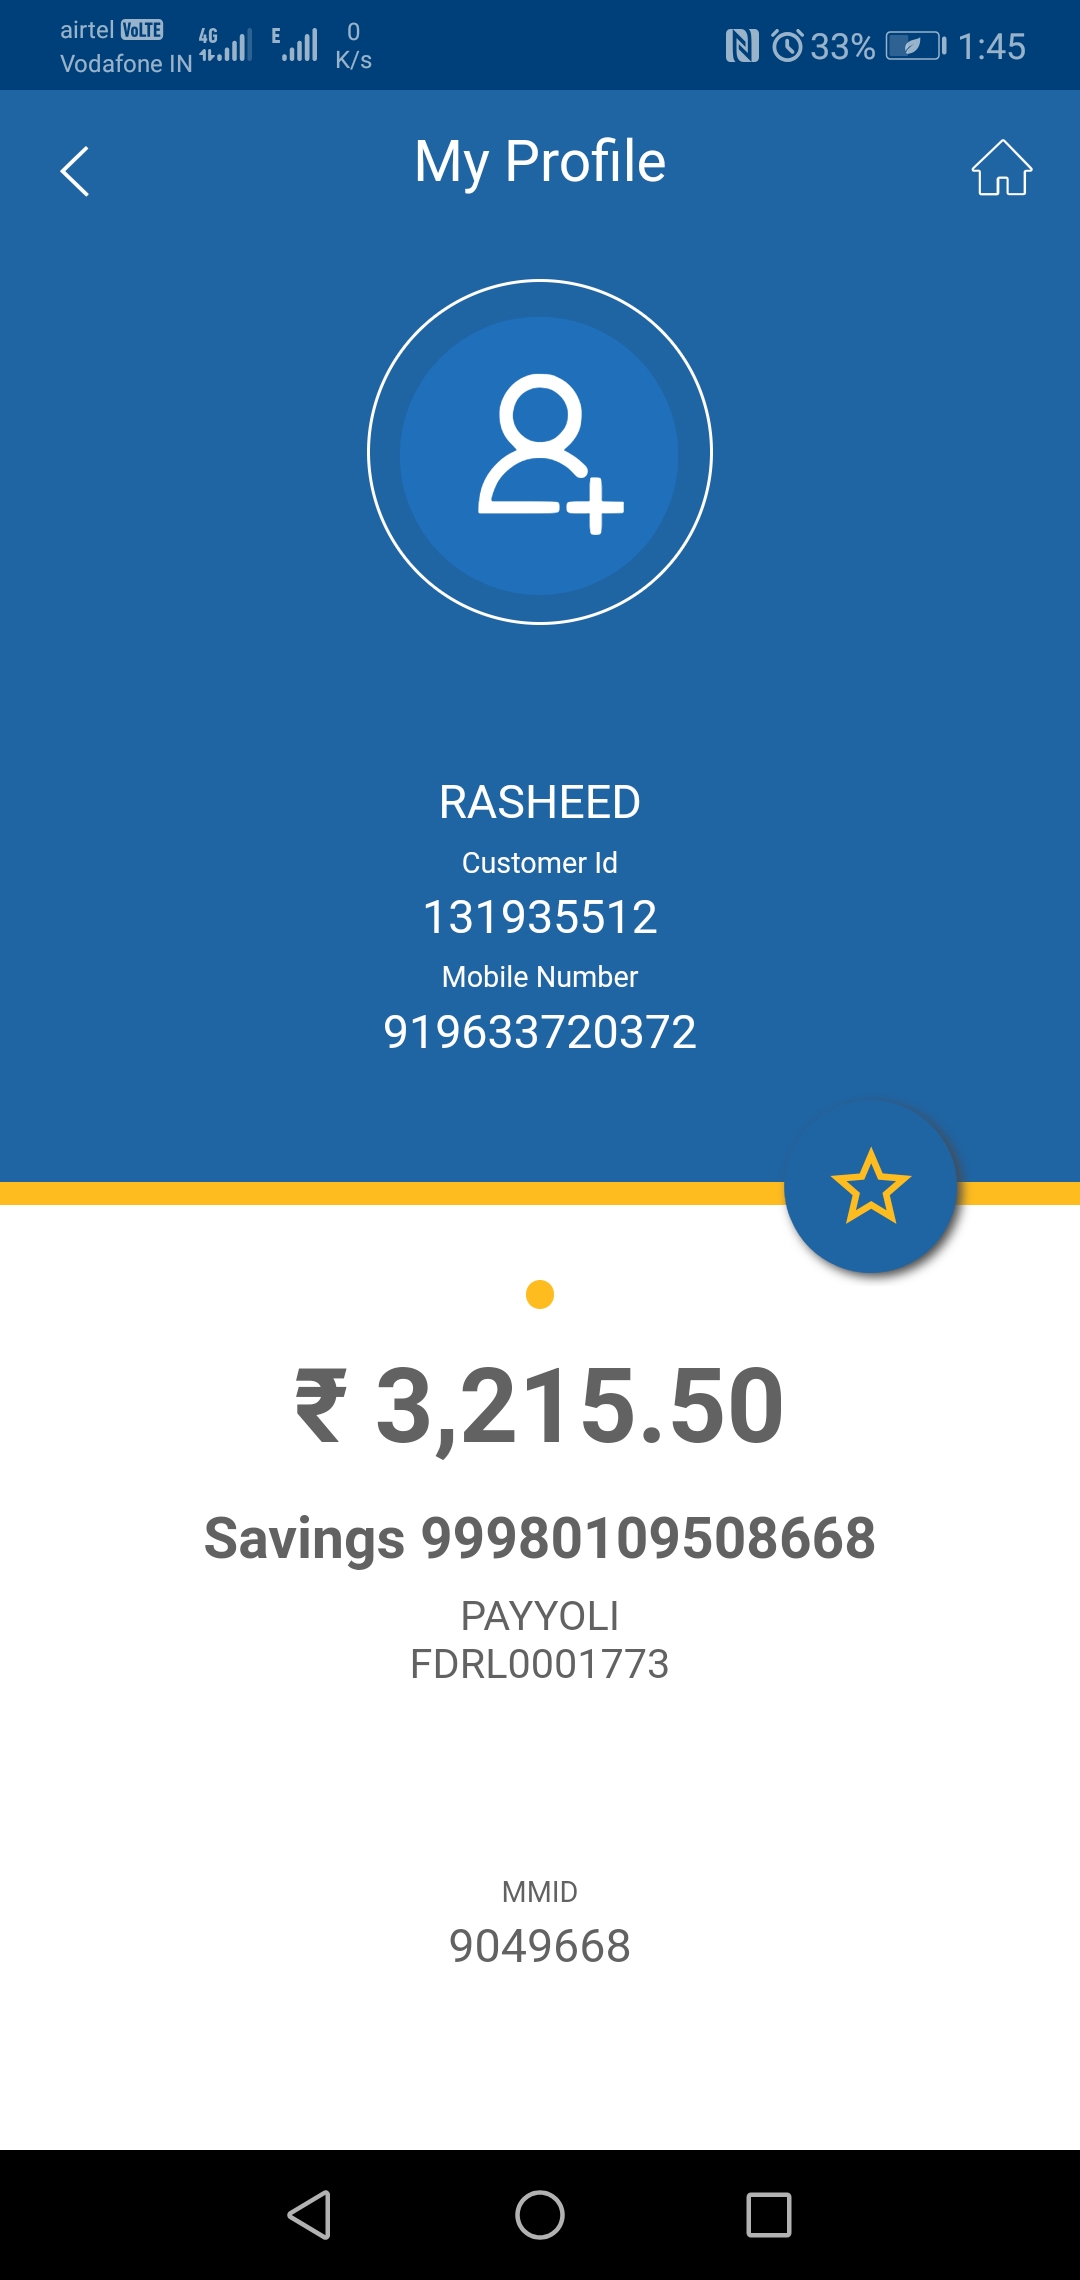 airtel VoLTE
Vodafone IN
4G
E
0
K/s
33%
1:45
My Profile
RASHEED
Customer Id
131935512
Mobile Number
919633720372
₹ 3,215.50
Savings 99980109508668
PAYYOLI
FDRL0001773
MMID
9049668